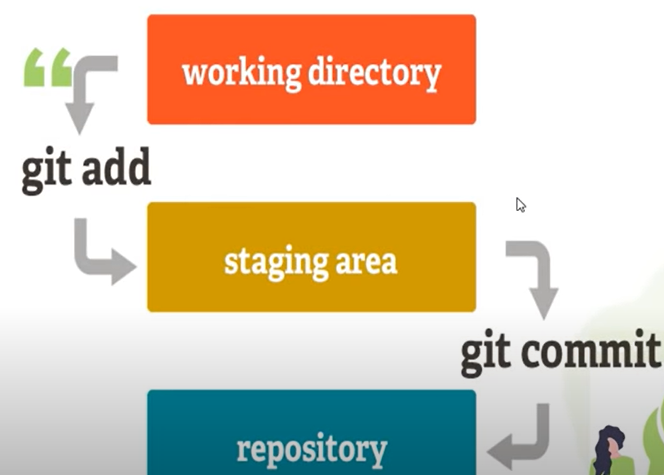 working directory
git add
staging area
git commit
repository